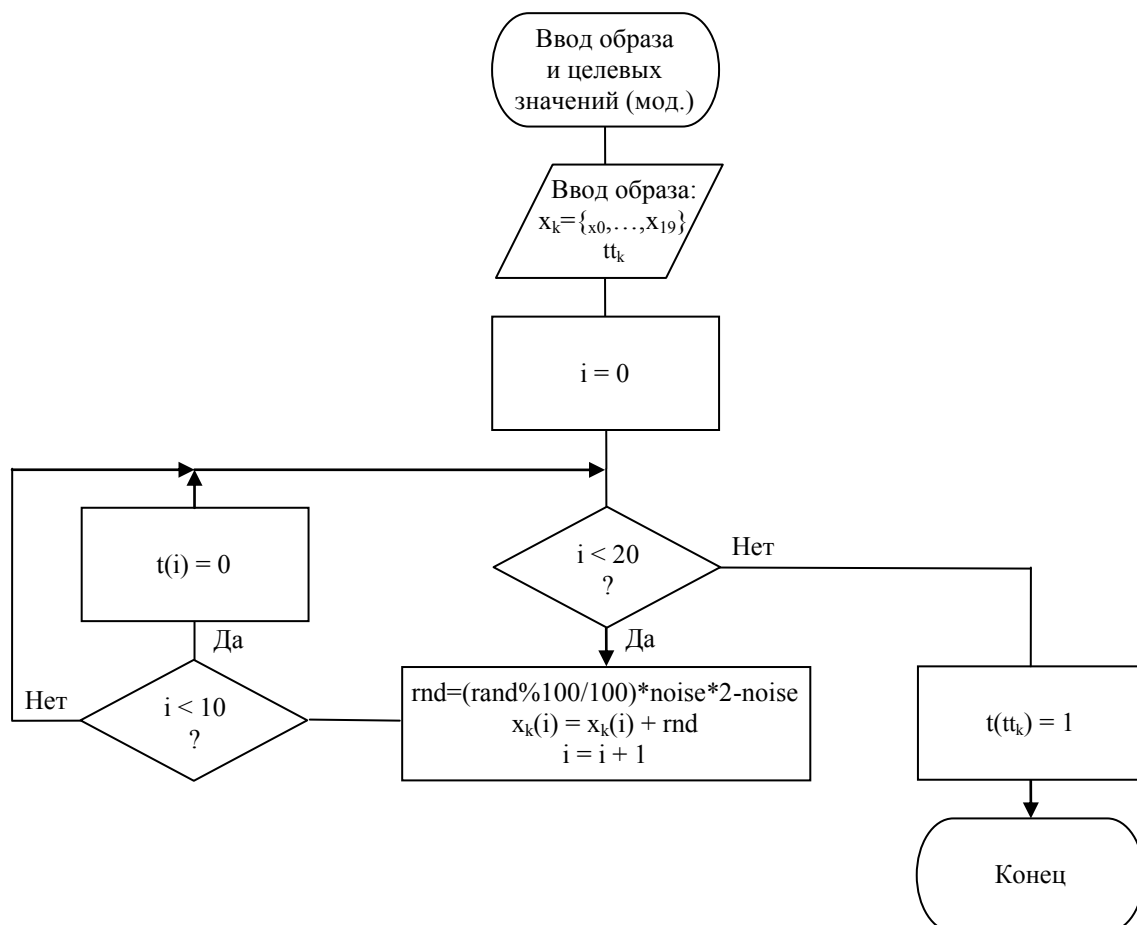 Ввод образа
и целевых
значений (мод.)
Ввод образа:
xₖ={ₓ₀,…,x₁₉}
ttₖ
i = 0
i < 20
?
Нет
Да
t(i) = 0
Да
Нет
i < 10
?
rnd=(rand%100/100)*noise*2-noise
xₖ(i) = xₖ(i) + rnd
i = i + 1
t(ttₖ) = 1
Конец